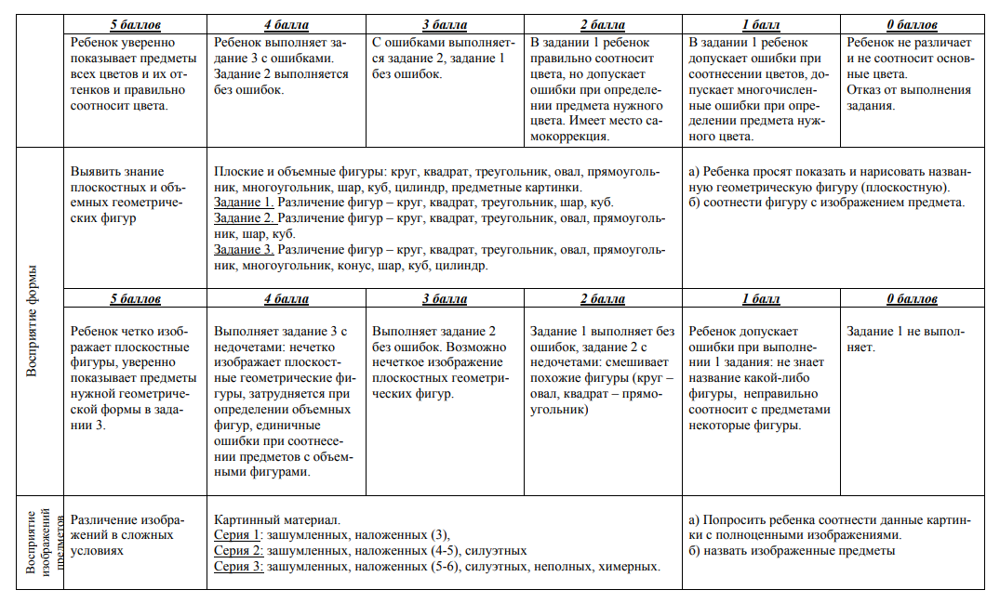 5 баллов
4 балла
3 балла
2 балла
1 балл
0 баллов
Ребенок уверенно
показывает предметы
всех цветов и их от-
тенков и правильно
соотносит цвета.
Ребенок выполняет за-
дание 3 с ошибками.
Задание 2 выполняется
без ошибок.
С ошибками выполняет-
ся задание 2, задание 1
без ошибок.
В задании 1 ребенок
правильно соотносит
цвета, но допускает
ошибки при определе-
нии предмета нужного
цвета. Имеет место са-
мокоррекция.
В задании 1 ребенок
допускает ошибки при
соотнесении цветов, до-
пускает многочислен-
ные ошибки при опре-
делении предмета нуж-
ного цвета.
Ребенок не различает
и не соотносит основ-
ные цвета.
Отказ от выполнения
задания.
Восприятие формы
Выявить знание
плоскостных и объ-
емных геометриче-
ских фигур
Плоские и объемные фигуры: круг, квадрат, треугольник, овал, прямоуголь-
ник, многоугольник, шар, куб, цилиндр, предметные картинки.
Задание 1. Различение фигур – круг, квадрат, треугольник, шар, куб.
Задание 2. Различение фигур – круг, квадрат, треугольник, овал, прямоуголь-
ник, шар, куб.
Задание 3. Различение фигур – круг, квадрат, треугольник, овал, прямоуголь-
ник, многоугольник, конус, шар, куб, цилиндр.
а) Ребенка просят показать и нарисовать назван-
ную геометрическую фигуру (плоскостную).
б) соотнести фигуру с изображением предмета.
5 баллов
4 балла
3 балла
2 балла
1 балл
0 баллов
Ребенок четко изоб-
ражает плоскостные
фигуры, уверенно
показывает предметы
нужной геометриче-
ской формы в зада-
нии 3.
Выполняет задание 3 с
недочетами: нечетко
изображает плоскост-
ные геометрические фи-
гуры, затрудняется при
определении объемных
фигур, единичные
ошибки при соотнесе-
нии предметов с объем-
ными фигурами.
Выполняет задание 2
без ошибок. Возможно
нечеткое изображение
плоскостных геометри-
ческих фигур.
Задание 1 выполняет без
ошибок, задание 2 с
недочетами: смешивает
похожие фигуры (круг –
овал, квадрат – прямо-
угольник)
Ребенок допускает
ошибки при выполне-
нии 1 задания: не знает
название какой-либо
фигуры, неправильно
соотносит с предметами
некоторые фигуры.
Задание 1 не выпол-
няет.
Восприятие
изображений
предметов
Различение изобра-
жений в сложных
условиях
Картинный материал.
Серия 1: зашумленных, наложенных (3),
Серия 2: зашумленных, наложенных (4-5), силуэтных
Серия 3: зашумленных, наложенных (5-6), силуэтных, неполных, химерных.
а) Попросить ребенка соотнести данные картин-
ки с полноценными изображениями.
б) назвать изображенные предметы